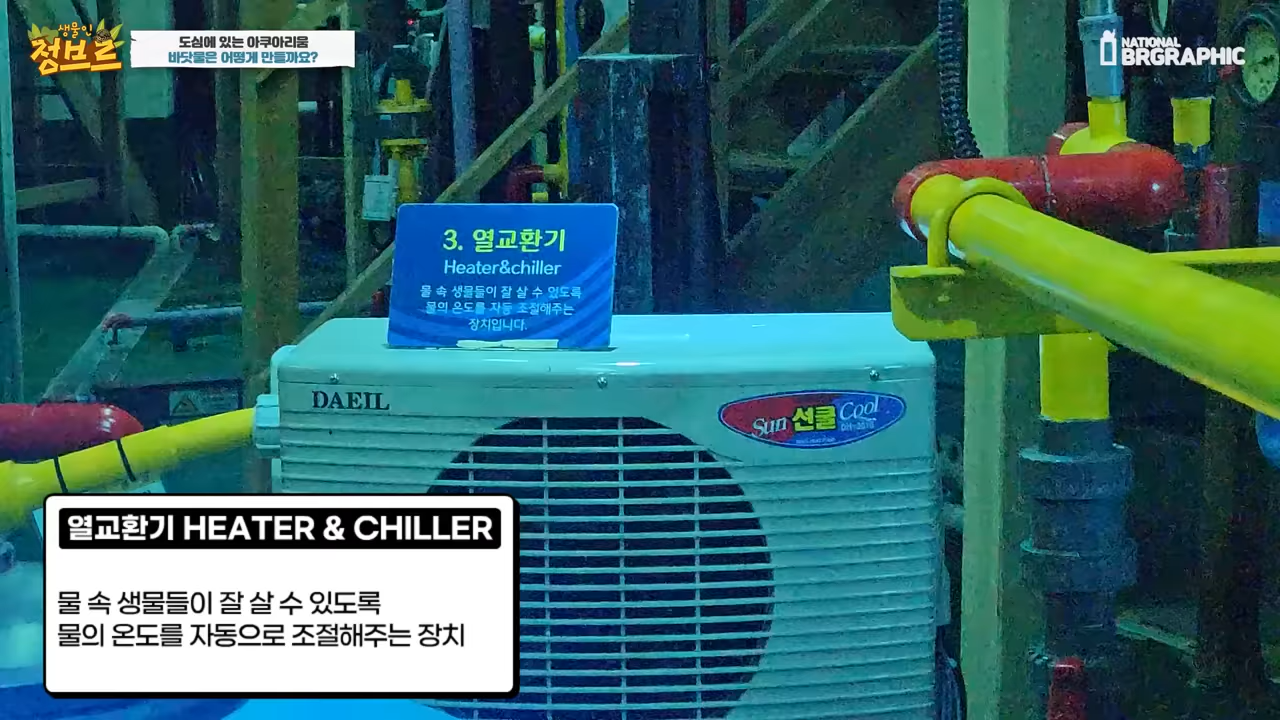 생물인
점브르
도심에 있는 아쿠아리움
바닷물은 어떻게 만들까요?
NATIONAL
BRGRAPHIC
3. 열교환기
Heater&chiller
물 속 생물들이 잘 살 수 있도록
물의 온도를 자동 조절해주는
장치입니다.
DAEIL
Sun 선쿨 Cool
열교환기 HEATER & CHILLER
물 속 생물들이 잘 살 수 있도록
물의 온도를 자동으로 조절해주는 장치